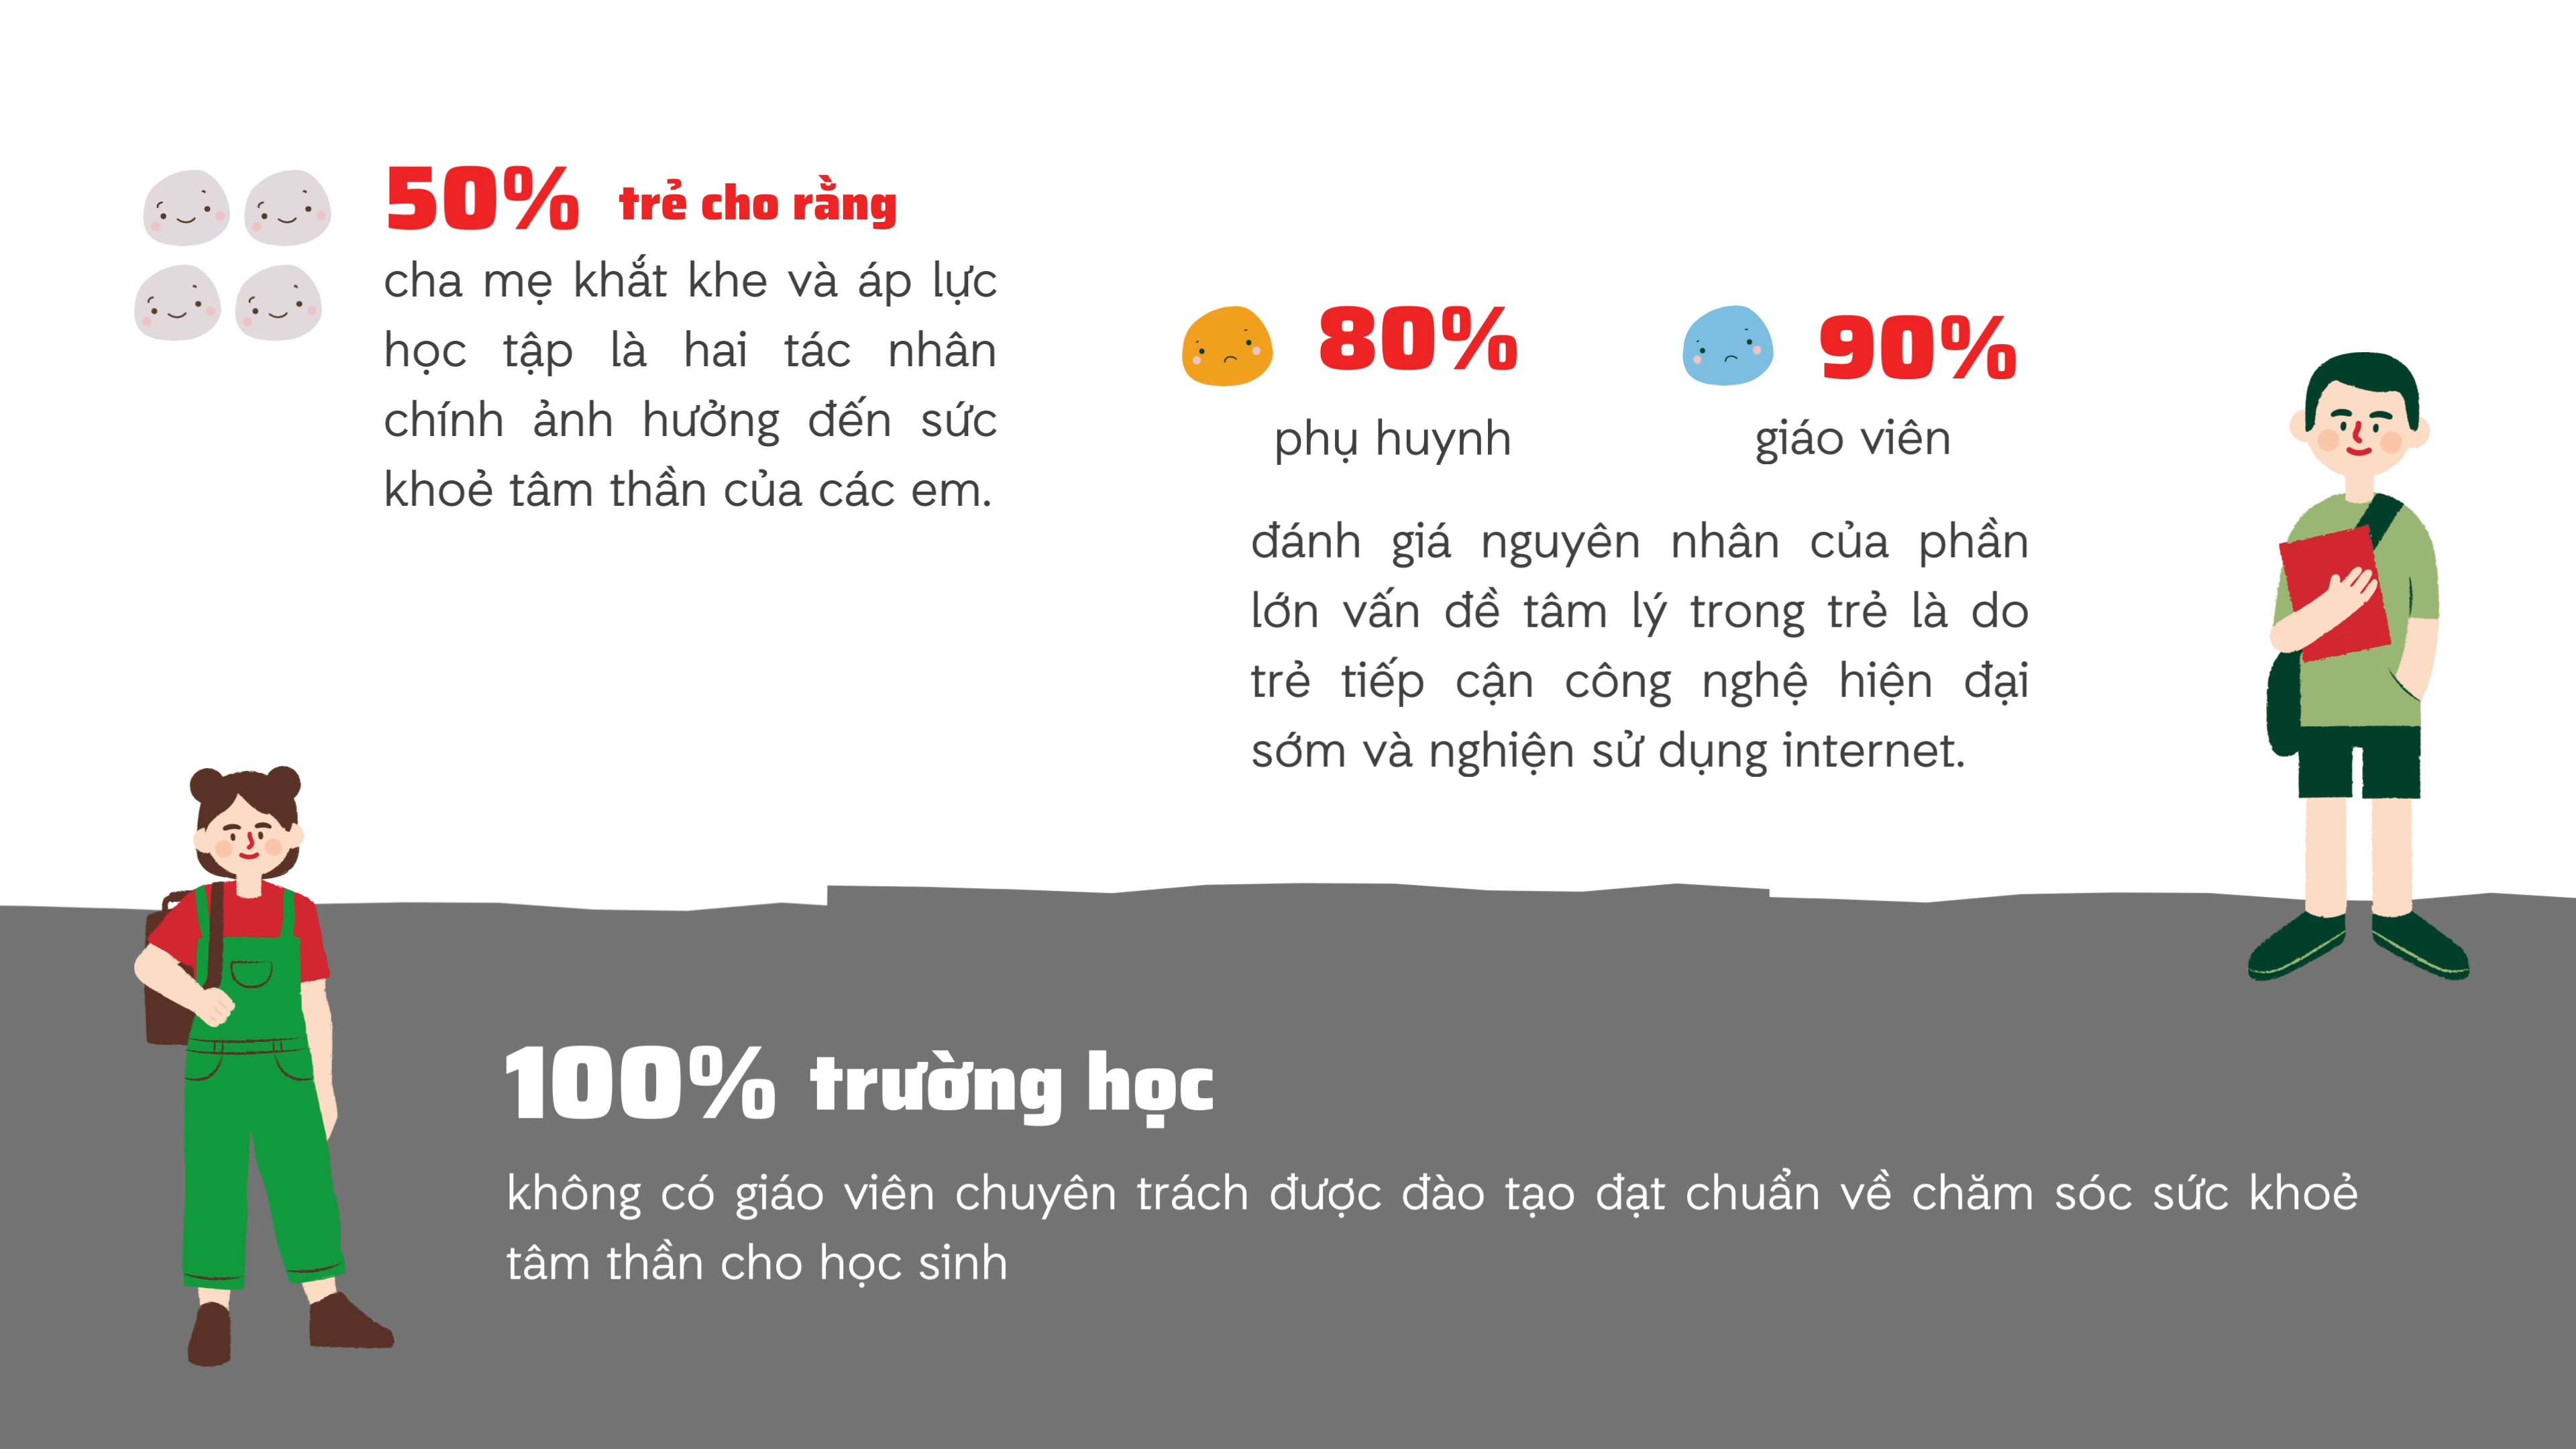 50% trẻ cho rằng
cha mẹ khắt khe và áp lực
học tập là hai tác nhân
chính ảnh hưởng đến sức
khoẻ tâm thần của các em.
80%
phụ huynh
90%
giáo viên
đánh giá nguyên nhân của phần
lớn vấn đề tâm lý trong trẻ là do
trẻ tiếp cận công nghệ hiện đại
sớm và nghiện sử dụng internet.
100% trường học
không có giáo viên chuyên trách được đào tạo đạt chuẩn về chăm sóc sức khoẻ
tâm thần cho học sinh